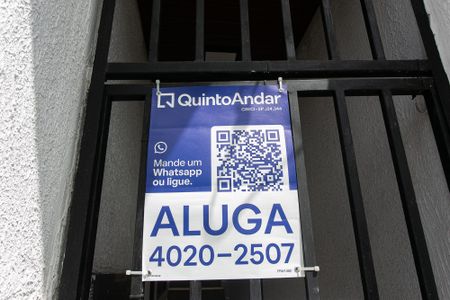 QuintoAndar
Mande um
Whatsapp
ou ligue.
ALUGA
4020-2507